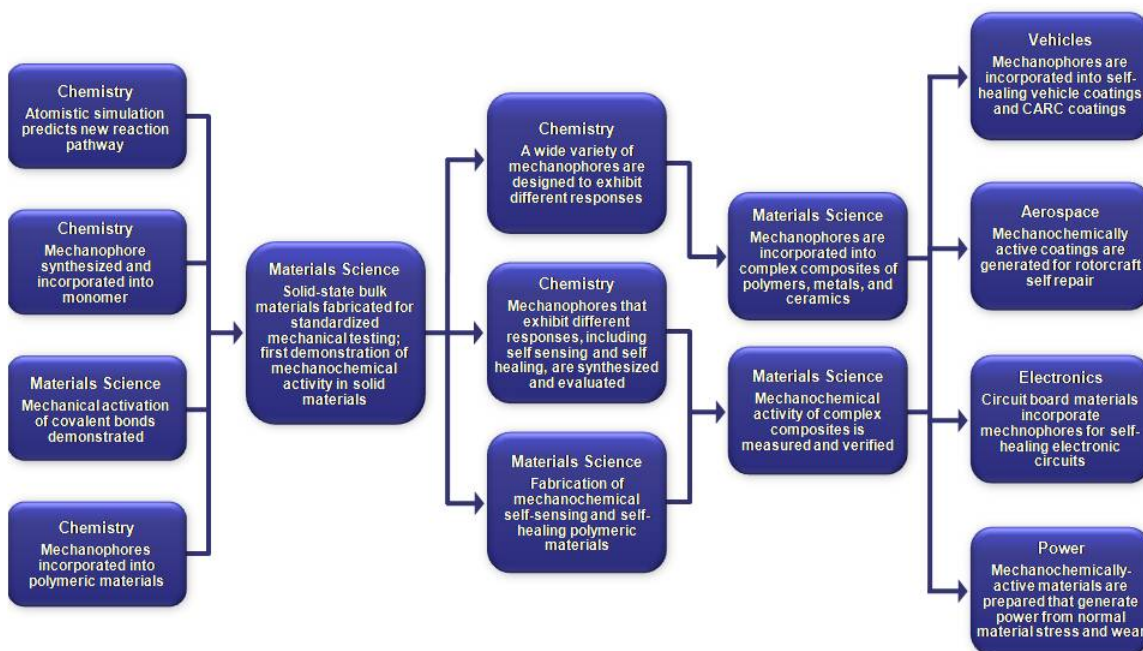 Chemistry
Atomistic simulation
predicts new reaction
pathway
Chemistry
Mechanophore
synthesized and
incorporated into
monomer
Materials Science
Mechanical activation
of covalent bonds
demonstrated
Chemistry
Mechanophores
incorporated into
polymeric materials
Materials Science
Solid-state bulk
materials fabricated for
standardized
mechanical testing;
first demonstration of
mechanochemical
activity in solid
materials
Chemistry
A wide variety of
mechanophores are
designed to exhibit
different responses
Chemistry
Mechanophores that
exhibit different
responses, including
self sensing and self
healing, are synthesized
and evaluated
Materials Science
Fabrication of
mechanochemical
self-sensing and self-
healing polymeric
materials
Materials Science
Mechanophores are
incorporated into
complex composites of
polymers, metals, and
ceramics
Materials Science
Mechanochemical
activity of complex
composites is
measured and verified
Vehicles
Mechanophores are
incorporated into self-
healing vehicle coatings
and CARC coatings
Aerospace
Mechanochemically
active coatings are
generated for rotorcraft
self repair
Electronics
Circuit board materials
incorporate
mechnophores for self-
healing electronic
circuits
Power
Mechanochemically-
active materials are
prepared that generate
power from normal
material stress and wear